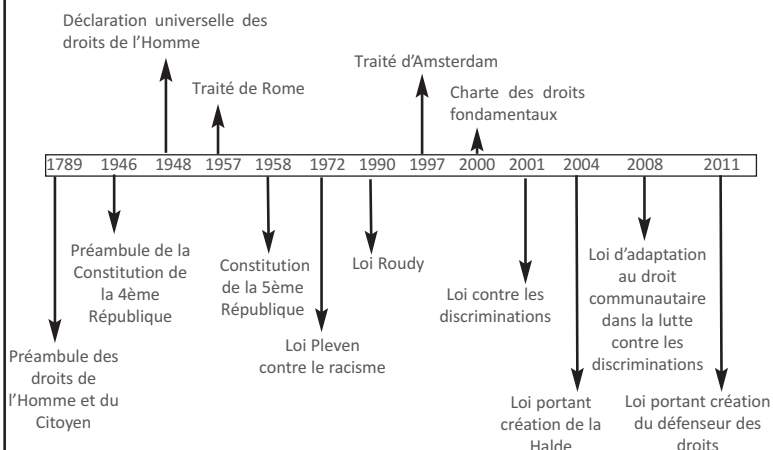 Déclaration universelle des
droits de l'Homme
Traité de Rome
Traité d'Amsterdam
Charte des droits
fondamentaux
1789 1946 1948 1957 1958 1972 1990 1997 2000 2001 2004 2008 2011
Préambule des
droits de
l'Homme et du
Citoyen
Préambule de la
Constitution de
la 4ème
République
Constitution
de la 5ème
République
Loi Pleven
contre le racisme
Loi Roudy
Loi contre les
discriminations
Loi portant
création de la
Halde
Loi d'adaptation
au droit
communautaire
dans la lutte
contre les
discriminations
Loi portant création
du défenseur des
droits